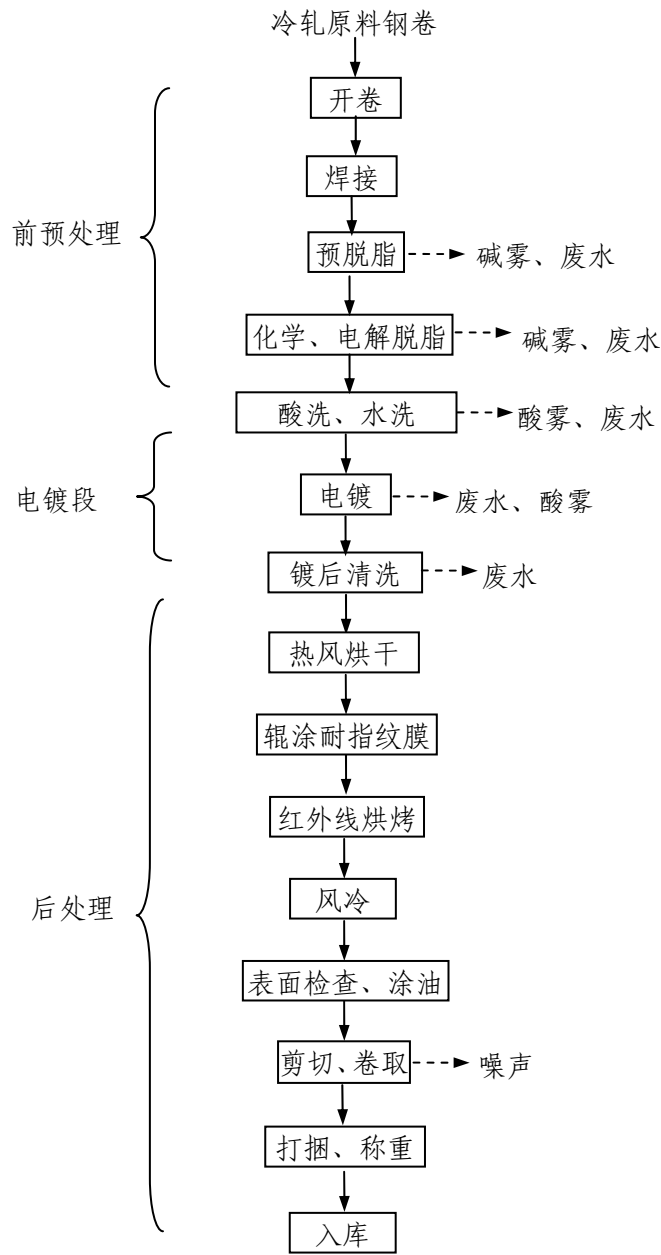 冷轧原料钢卷
开卷
焊接
前预处理
预脱脂
碱雾、废水
化学、电解脱脂
碱雾、废水
酸洗、水洗
酸雾、废水
电镀段
电镀
废水、酸雾
镀后清洗
废水
热风烘干
辊涂耐指纹膜
红外线烘烤
后处理
风冷
表面检查、涂油
剪切、卷取
噪声
打捆、称重
入库